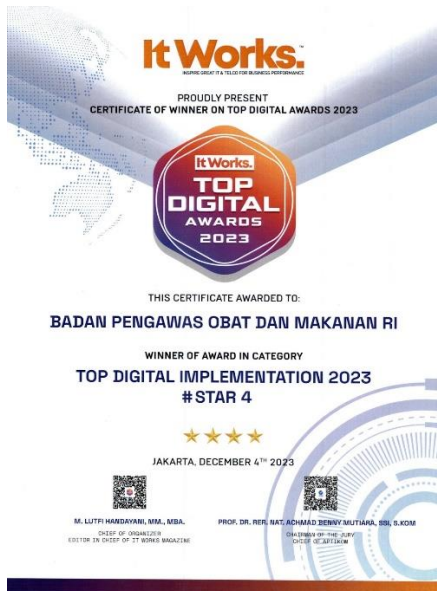 It Works.™
INSPIRE GREAT IT & TELCO FOR BUSINESS PERFORMANCE
PROUDLY PRESENT
CERTIFICATE OF WINNER ON TOP DIGITAL AWARDS 2023
It Works.
TOP
DIGITAL
AWARDS
2023
THIS CERTIFICATE AWARDED TO:
BADAN PENGAWAS OBAT DAN MAKANAN RI
WINNER OF AWARD IN CATEGORY
TOP DIGITAL IMPLEMENTATION 2023
# STAR 4
JAKARTA, DECEMBER 4TH 2023
M. LUTFI HANDAYANI, MM., MBA.
CHIEF OF ORGANIZER
EDITOR IN CHIEF OF IT WORKS MAGAZINE
PROF. DR. RER. NAT. ACHMAD BENNY MUTIARA, SSI, S.KOM
CHAIRMAN OF THE JURY
CHIEF OF APTIKOM